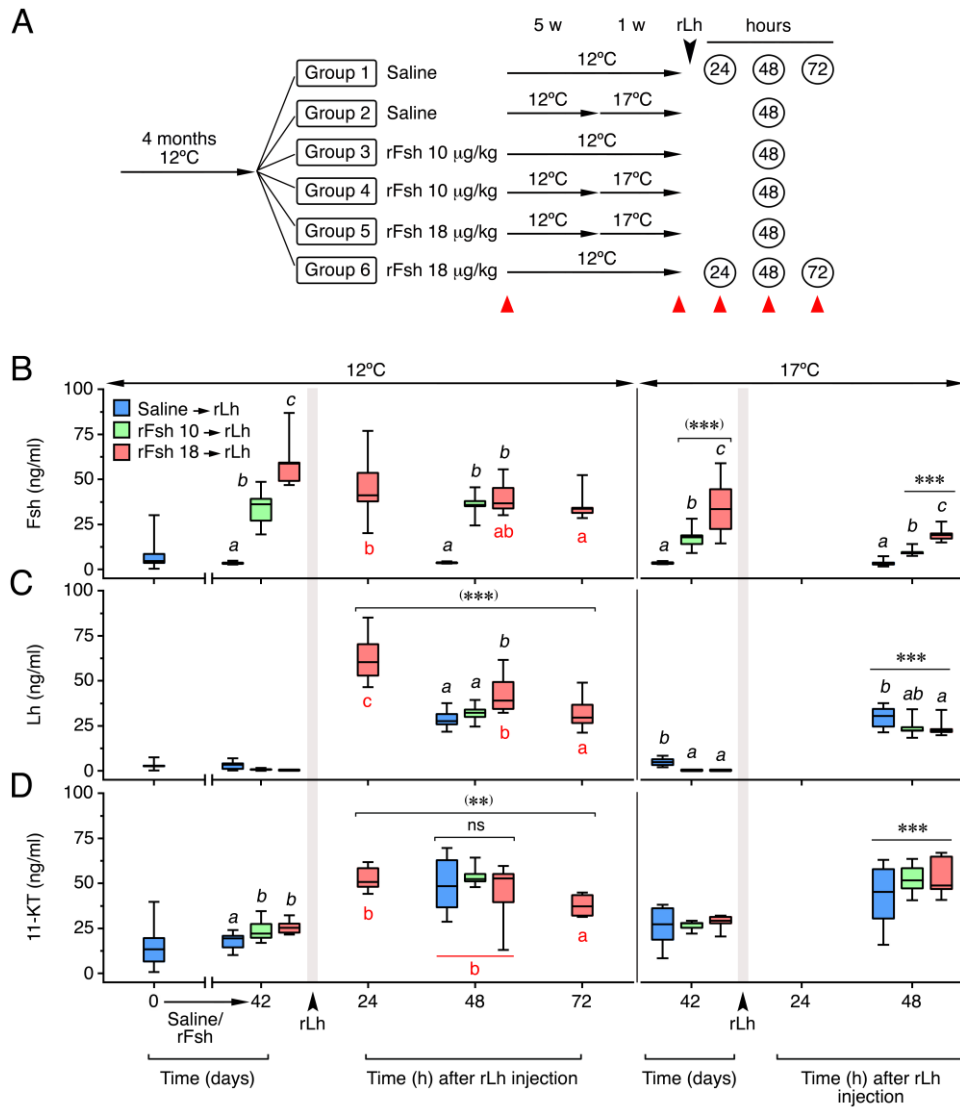 A
5 w 1 w rLh hours
4 months
12ºC
Group 1 Saline 12ºC 24 48 72
Group 2 Saline 12ºC 17ºC 48
Group 3 rFsh 10 µg/kg 12ºC 48
Group 4 rFsh 10 µg/kg 12ºC 17ºC 48
Group 5 rFsh 18 µg/kg 12ºC 17ºC 48
Group 6 rFsh 18 µg/kg 12ºC 24 48 72
B
12ºC 17ºC
Saline → rLh
rFsh 10 → rLh
rFsh 18 → rLh
Fsh (ng/ml)
100
75
50
25
0
a b c b a b ab b a
a b c (***) a b c ***
C
Lh (ng/ml)
100
75
50
25
0
(***)
c a a b b a
b a a b ab a ***
D
11-KT (ng/ml)
100
75
50
25
0
(**)
ns
a b b b b a
***
0 42 24 48 72 42 24 48
Saline/
rFsh
rLh rLh
Time (days) Time (h) after rLh injection Time (days) Time (h) after rLh
injection